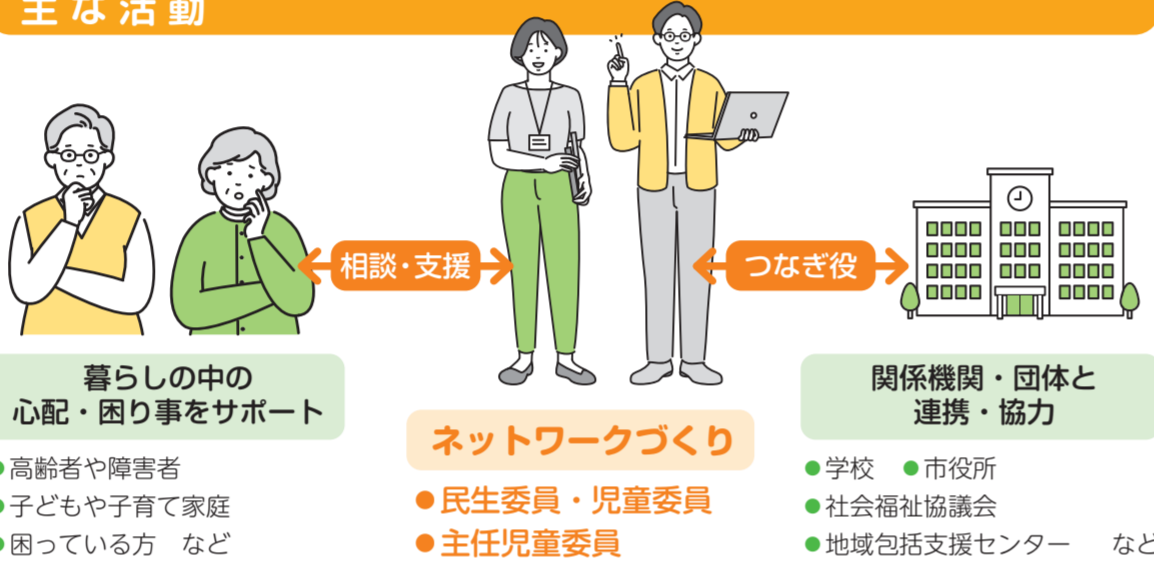 主な活動
相談・支援
つなぎ役
暮らしの中の
心配・困り事をサポート
●高齢者や障害者
●子どもや子育て家庭
●困っている方 など
ネットワークづくり
●民生委員・児童委員
●主任児童委員
関係機関・団体と
連携・協力
●学校 ●市役所
●社会福祉協議会
●地域包括支援センター など